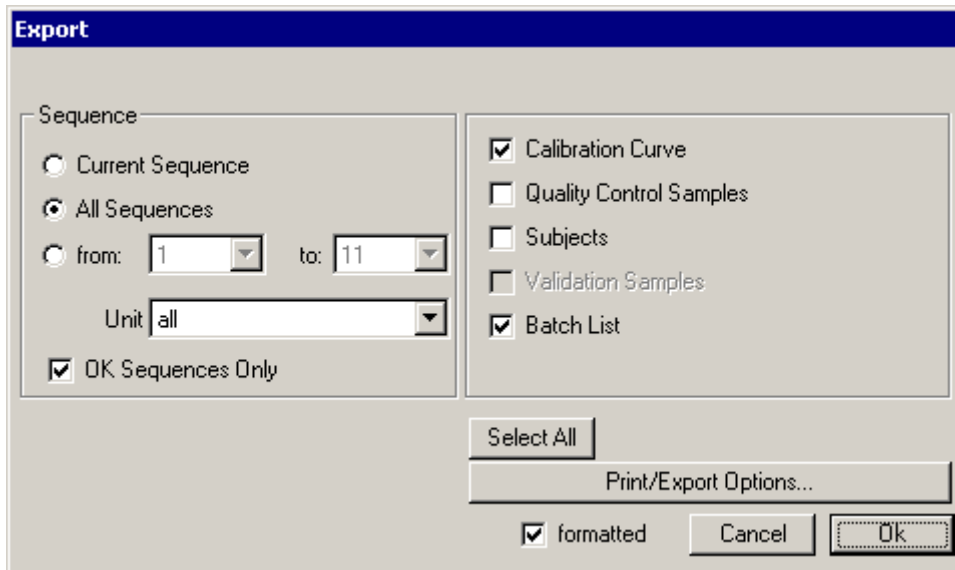 Export
Sequence
Current Sequence
All Sequences
from: 1 to: 11
Unit all
OK Sequences Only
Calibration Curve
Quality Control Samples
Subjects
Validation Samples
Batch List
Select All
Print/Export Options...
formatted Cancel Ok